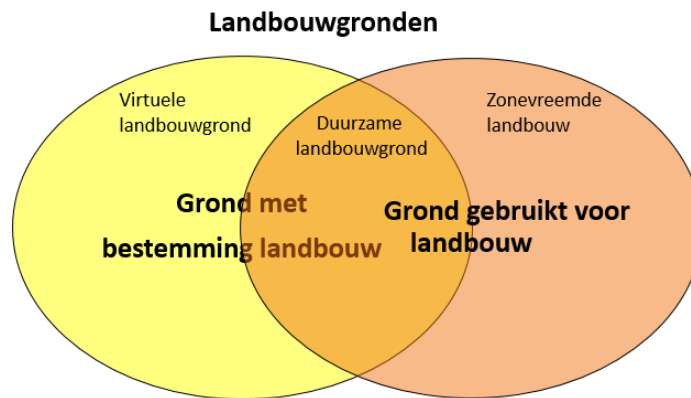 Landbouwgronden
Virtuele
landbouwgrond
Duurzame
landbouwgrond
Zonevreemde
landbouw
Grond met
bestemming landbouw
Grond gebruikt voor
landbouw